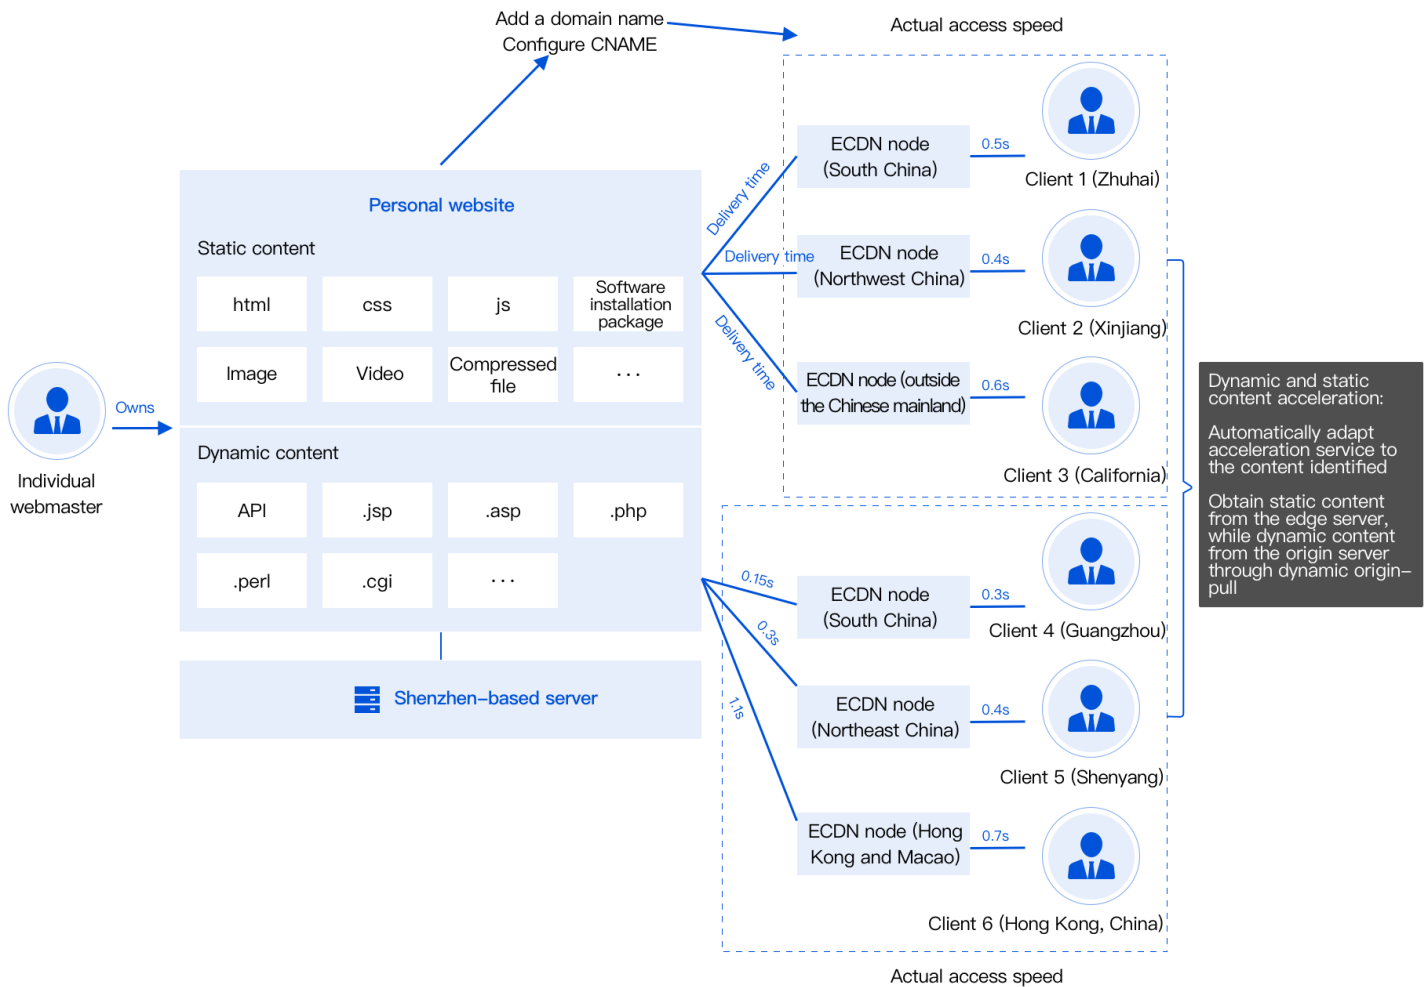 Add a domain name
Configure CNAME
Actual access speed
Personal website
Static content
html
css
js
Software
installation
package
Image
Video
Compressed
file
...
Individual
webmaster
Owns
Dynamic content
API
.jsp
.asp
.php
.perl
.cgi
...
Shenzhen-based server
Delivery time
Delivery time
Delivery time
ECDN node
(South China)
0.5s
Client 1 (Zhuhai)
ECDN node
(Northwest China)
0.4s
Client 2 (Xinjiang)
ECDN node (outside
the Chinese mainland)
0.6s
Client 3 (California)
0.15s
0.3s
1.1s
ECDN node
(South China)
0.3s
Client 4 (Guangzhou)
ECDN node
(Northeast China)
0.4s
Client 5 (Shenyang)
ECDN node (Hong
Kong and Macao)
0.7s
Client 6 (Hong Kong, China)
Actual access speed
Dynamic and static
content acceleration:
Automatically adapt
acceleration service to
the content identified
Obtain static content
from the edge server,
while dynamic content
from the origin server
through dynamic origin-
pull